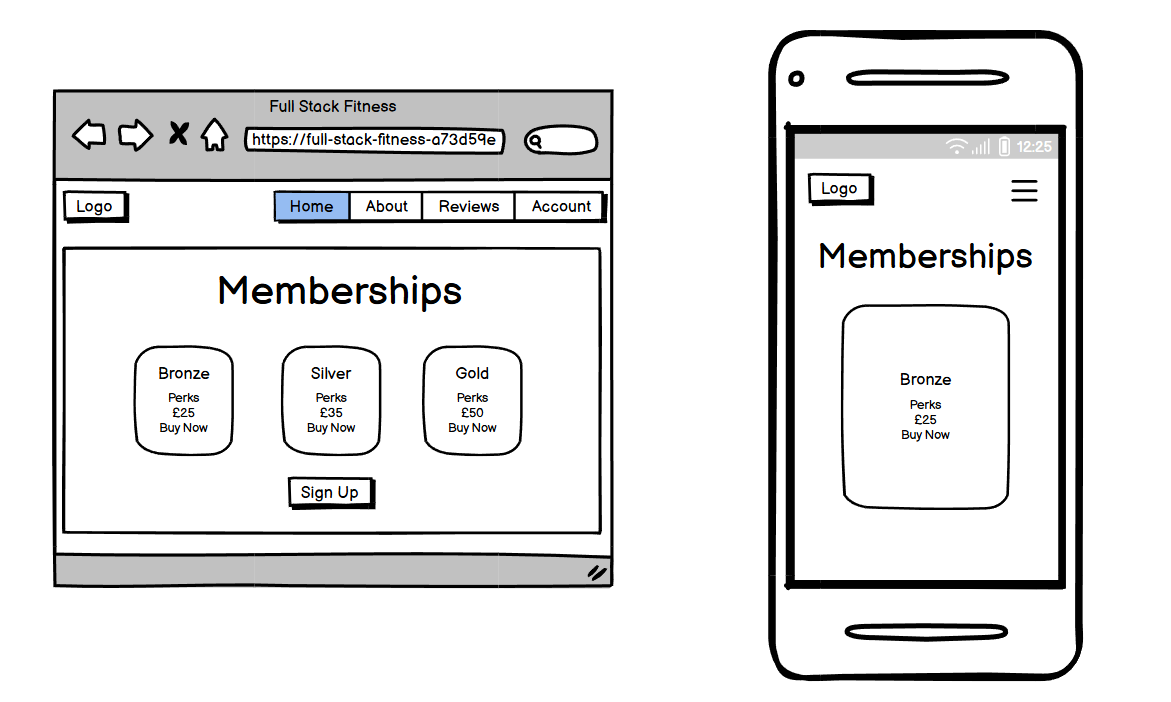 Full Stack Fitness
https://full-stack-fitness-a73d59e
Logo
Home About Reviews Account
Memberships
Bronze
Perks
£25
Buy Now
Silver
Perks
£35
Buy Now
Gold
Perks
£50
Buy Now
Sign Up
12:25
Logo
Memberships
Bronze
Perks
£25
Buy Now